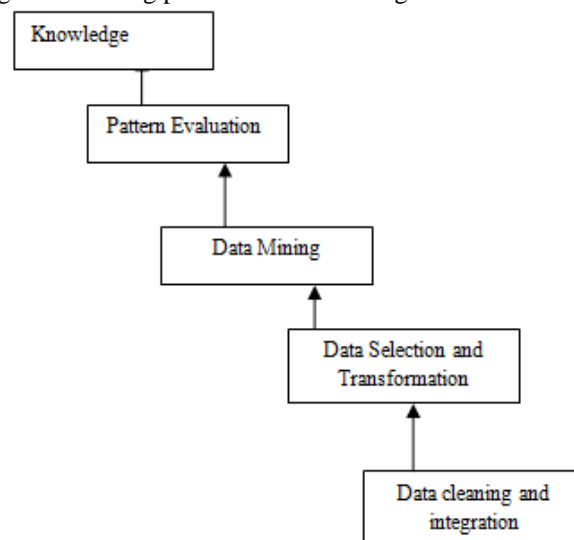 Knowledge
Pattern Evaluation
Data Mining
Data Selection and
Transformation
Data cleaning and
integration